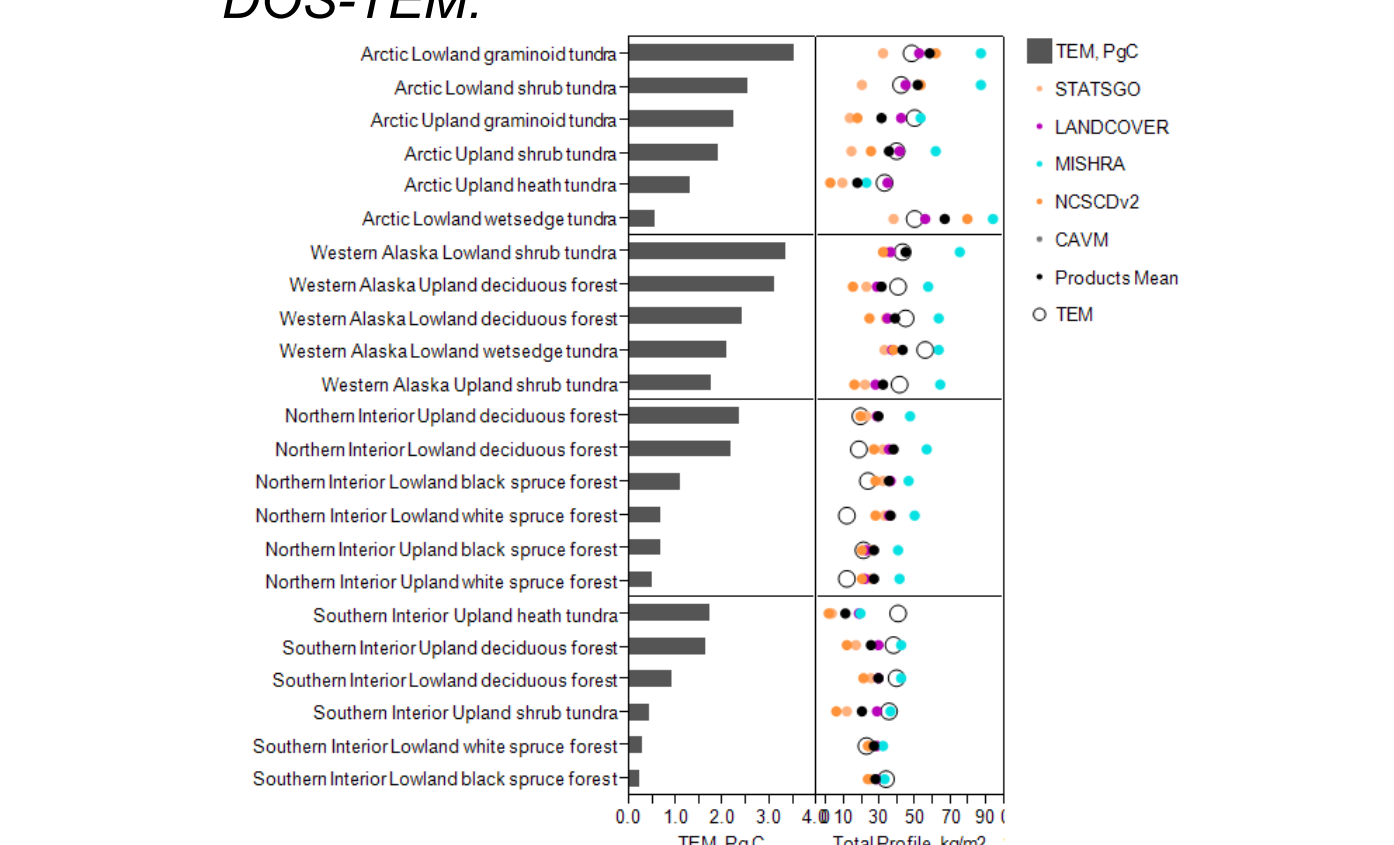 DOS-TEM.
Arctic Lowland graminoid tundra
Arctic Lowland shrub tundra
Arctic Upland graminoid tundra
Arctic Upland shrub tundra
Arctic Upland heath tundra
Arctic Lowland wetsedge tundra
Western Alaska Lowland shrub tundra
Western Alaska Upland deciduous forest
Western Alaska Lowland deciduous forest
Western Alaska Lowland wetsedge tundra
Western Alaska Upland shrub tundra
Northern Interior Upland deciduous forest
Northern Interior Lowland deciduous forest
Northern Interior Lowland black spruce forest
Northern Interior Lowland white spruce forest
Northern Interior Upland black spruce forest
Northern Interior Upland white spruce forest
Southern Interior Upland heath tundra
Southern Interior Upland deciduous forest
Southern Interior Lowland deciduous forest
Southern Interior Upland shrub tundra
Southern Interior Lowland white spruce forest
Southern Interior Lowland black spruce forest
0.0 1.0 2.0 3.0 4.0 10 30 50 70 90
TEM, Pg C
Total Profile, kg/m2
TEM, PgC
STATSGO
LANDCOVER
MISHRA
NCSCDv2
CAVM
Products Mean
TEM